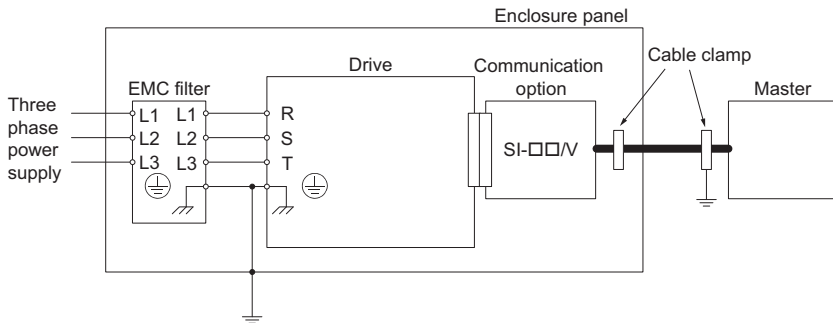 Enclosure panel
Three
phase
power
supply
EMC filter
L1 L1
L2 L2
L3 L3
Drive
R
S
T
Communication
option
SI-□□/V
Cable clamp
Master